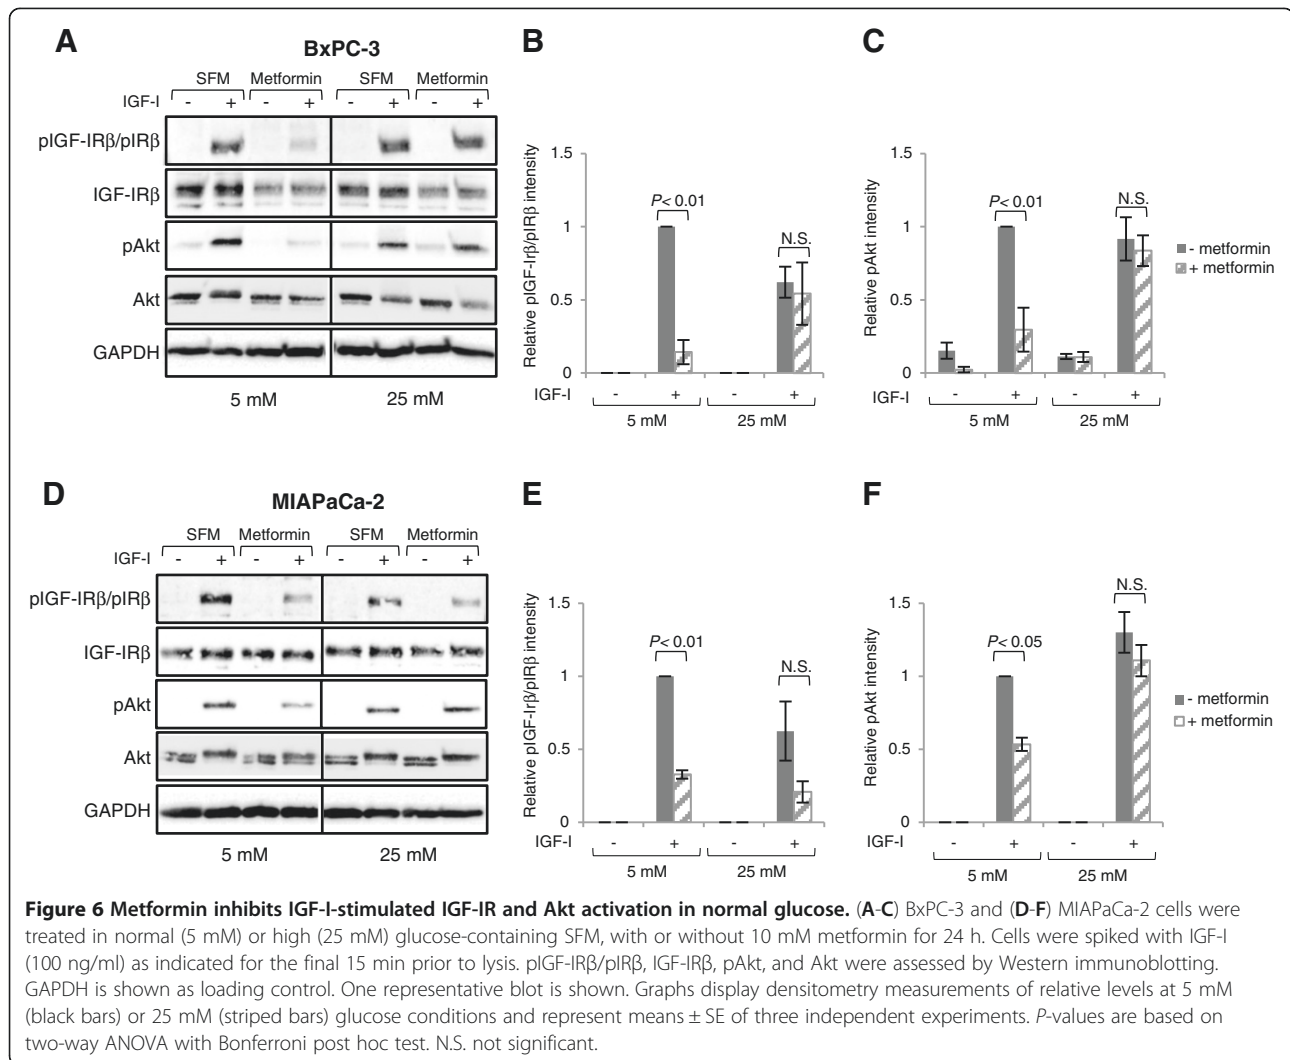 A
BxPC-3
SFM Metformin SFM Metformin
IGF-I - + - + - + - +
pIGF-IRβ/pIRβ
IGF-IRβ
pAkt
Akt
GAPDH
5 mM 25 mM
B
Relative pIGF-Irβ/pIRβ intensity
1.5
1
0.5
0
P< 0.01
N.S.
IGF-I - + - +
5 mM 25 mM
C
Relative pAkt intensity
1.5
1
0.5
0
P< 0.01
N.S.
- metformin
+ metformin
IGF-I - + - +
5 mM 25 mM
D
MIAPaCa-2
SFM Metformin SFM Metformin
IGF-I - + - + - + - +
pIGF-IRβ/pIRβ
IGF-IRβ
pAkt
Akt
GAPDH
5 mM 25 mM
E
Relative pIGF-Irβ/pIRβ intensity
1.5
1
0.5
0
P< 0.01
N.S.
IGF-I - + - +
5 mM 25 mM
F
Relative pAkt intensity
1.5
1
0.5
0
P< 0.05
N.S.
- metformin
+ metformin
IGF-I - + - +
5 mM 25 mM
Figure 6 Metformin inhibits IGF-I-stimulated IGF-IR and Akt activation in normal glucose. (A-C) BxPC-3 and (D-F) MIAPaCa-2 cells were
treated in normal (5 mM) or high (25 mM) glucose-containing SFM, with or without 10 mM metformin for 24 h. Cells were spiked with IGF-I
(100 ng/ml) as indicated for the final 15 min prior to lysis. pIGF-IRβ/pIRβ, IGF-IRβ, pAkt, and Akt were assessed by Western immunoblotting.
GAPDH is shown as loading control. One representative blot is shown. Graphs display densitometry measurements of relative levels at 5 mM
(black bars) or 25 mM (striped bars) glucose conditions and represent means ± SE of three independent experiments. P-values are based on
two-way ANOVA with Bonferroni post hoc test. N.S. not significant.